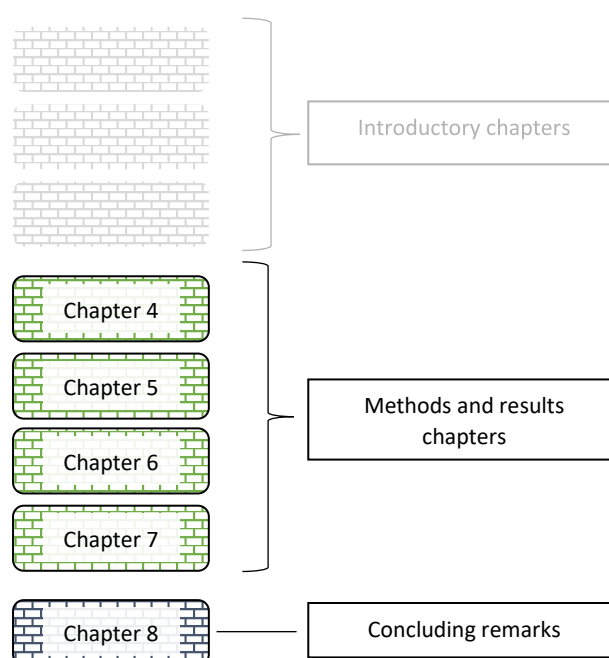 Introductory chapters
Chapter 4
Chapter 5
Chapter 6
Chapter 7
Methods and results
chapters
Chapter 8
Concluding remarks